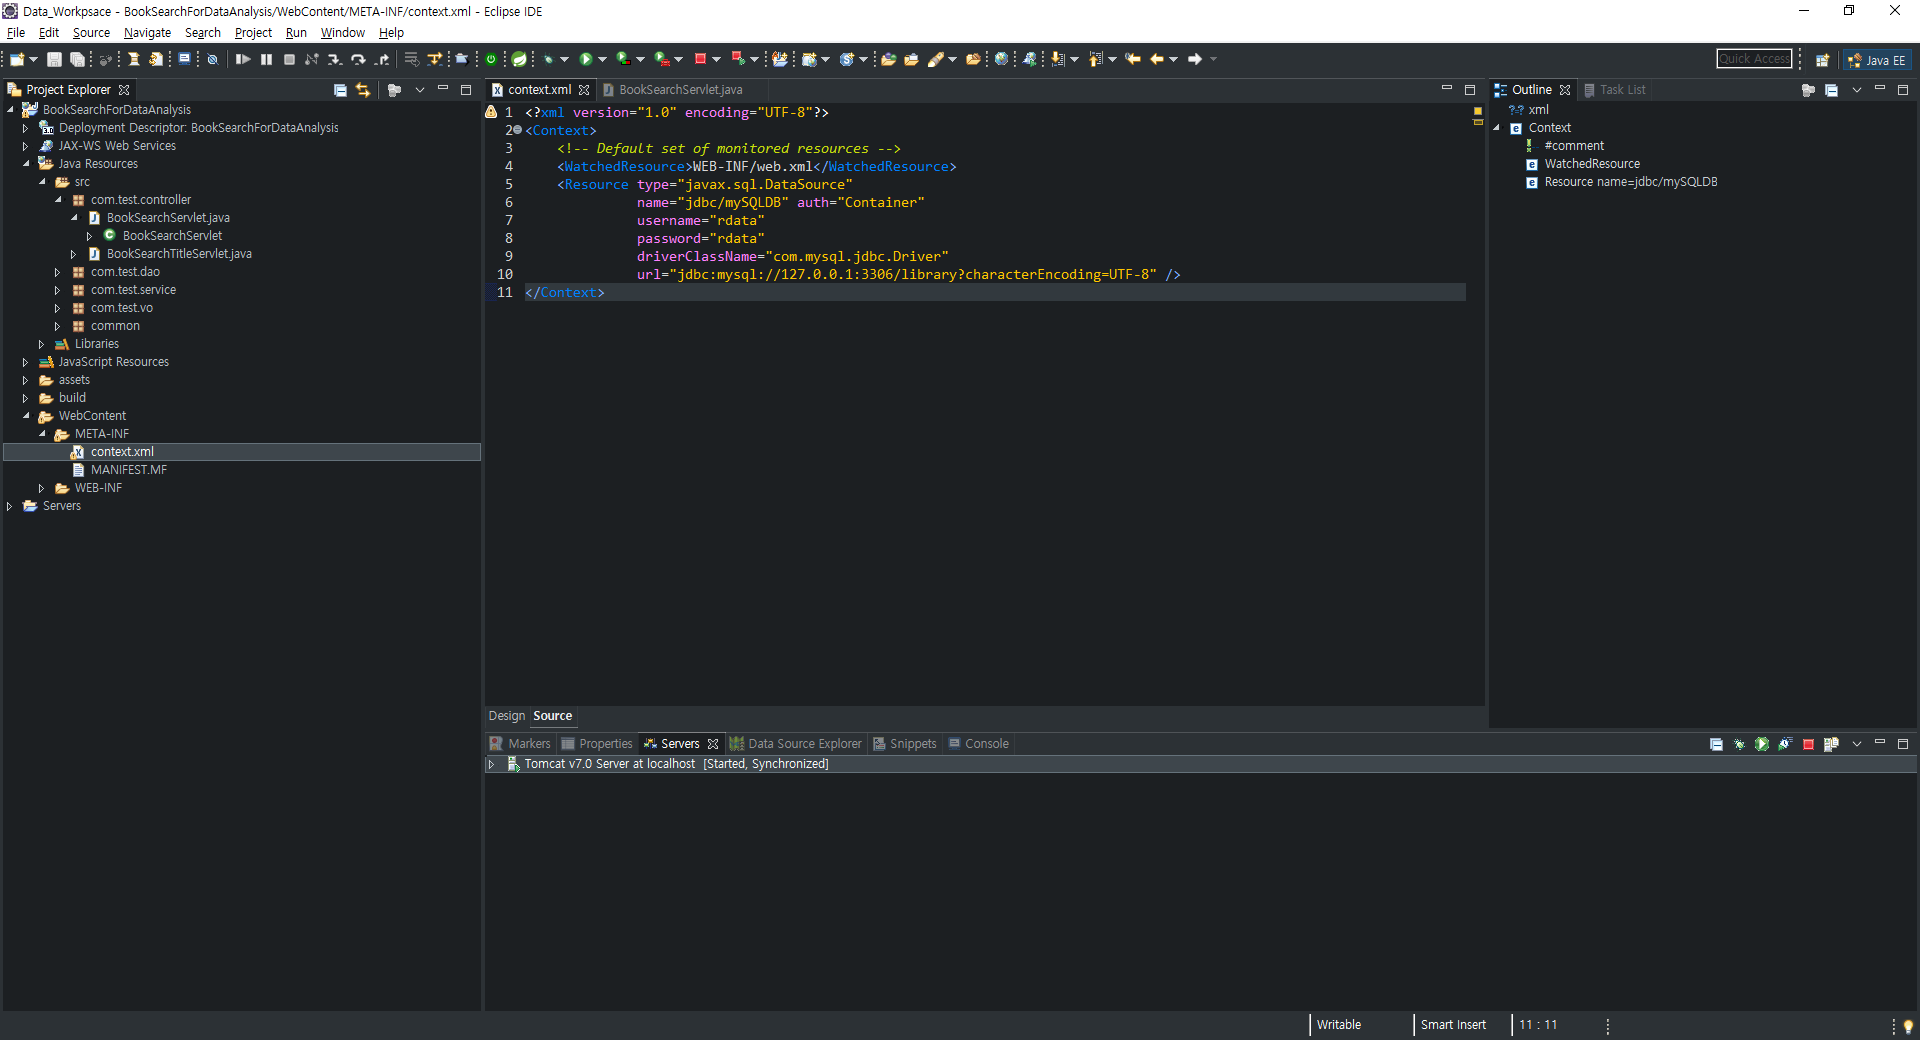 Data_Workpsace - BookSearchForDataAnalysis/WebContent/META-INF/context.xml - Eclipse IDE
File Edit Source Navigate Search Project Run Window Help
Quick Access
Java EE
Project Explorer
BookSearchForDataAnalysis
Deployment Descriptor: BookSearchForDataAnalysis
JAX-WS Web Services
Java Resources
src
com.test.controller
BookSearchServlet.java
BookSearchServlet
BookSearchTitleServlet.java
com.test.dao
com.test.service
com.test.vo
common
Libraries
JavaScript Resources
assets
build
WebContent
META-INF
context.xml
MANIFEST.MF
WEB-INF
Servers
context.xml BookSearchServlet.java
1 <?xml version="1.0" encoding="UTF-8"?>
2 <Context>
3 <!-- Default set of monitored resources -->
4 <WatchedResource>WEB-INF/web.xml</WatchedResource>
5 <Resource type="javax.sql.DataSource"
6 name="jdbc/mySQLDB" auth="Container"
7 username="rdata"
8 password="rdata"
9 driverClassName="com.mysql.jdbc.Driver"
10 url="jdbc:mysql://127.0.0.1:3306/library?characterEncoding=UTF-8" />
11 </Context>
Design Source
Outline Task List
xml
Context
#comment
WatchedResource
Resource name=jdbc/mySQLDB
Markers Properties Servers Data Source Explorer Snippets Console
Tomcat v7.0 Server at localhost [Started, Synchronized]
Writable Smart Insert 11 : 11